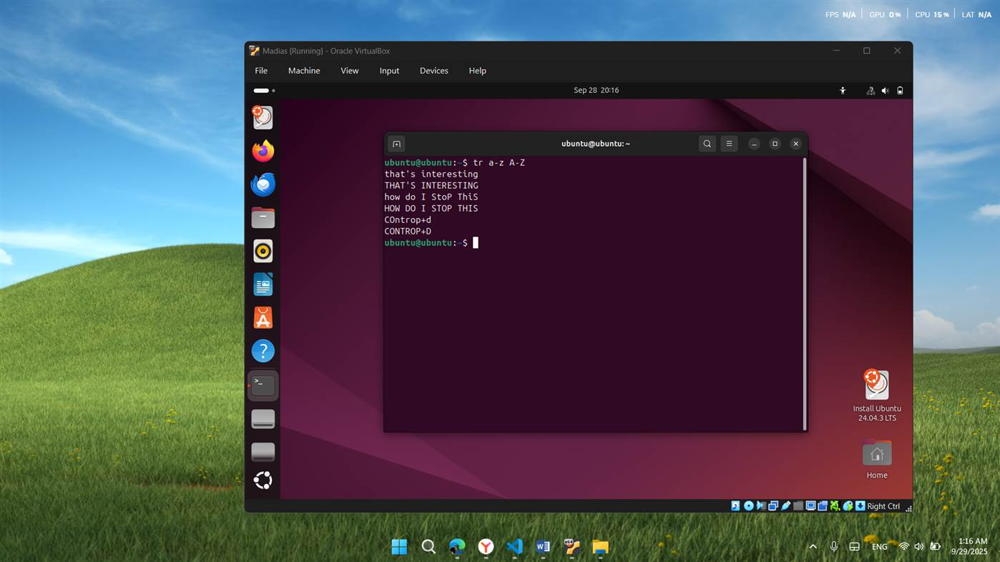 FPS N/A GPU 0% CPU 15% LAT N/A
Madias [Running] - Oracle VirtualBox
File Machine View Input Devices Help
Sep 28 20:16
ubuntu@ubuntu: ~
ubuntu@ubuntu:~$ tr a-z A-Z
that's interesting
THAT'S INTERESTING
how do I StoP ThiS
HOW DO I STOP THIS
COntrop+d
CONTROP+D
ubuntu@ubuntu:~$
Install Ubuntu
24.04.3 LTS
Home
Right Ctrl
ENG
1:16 AM
9/29/2025